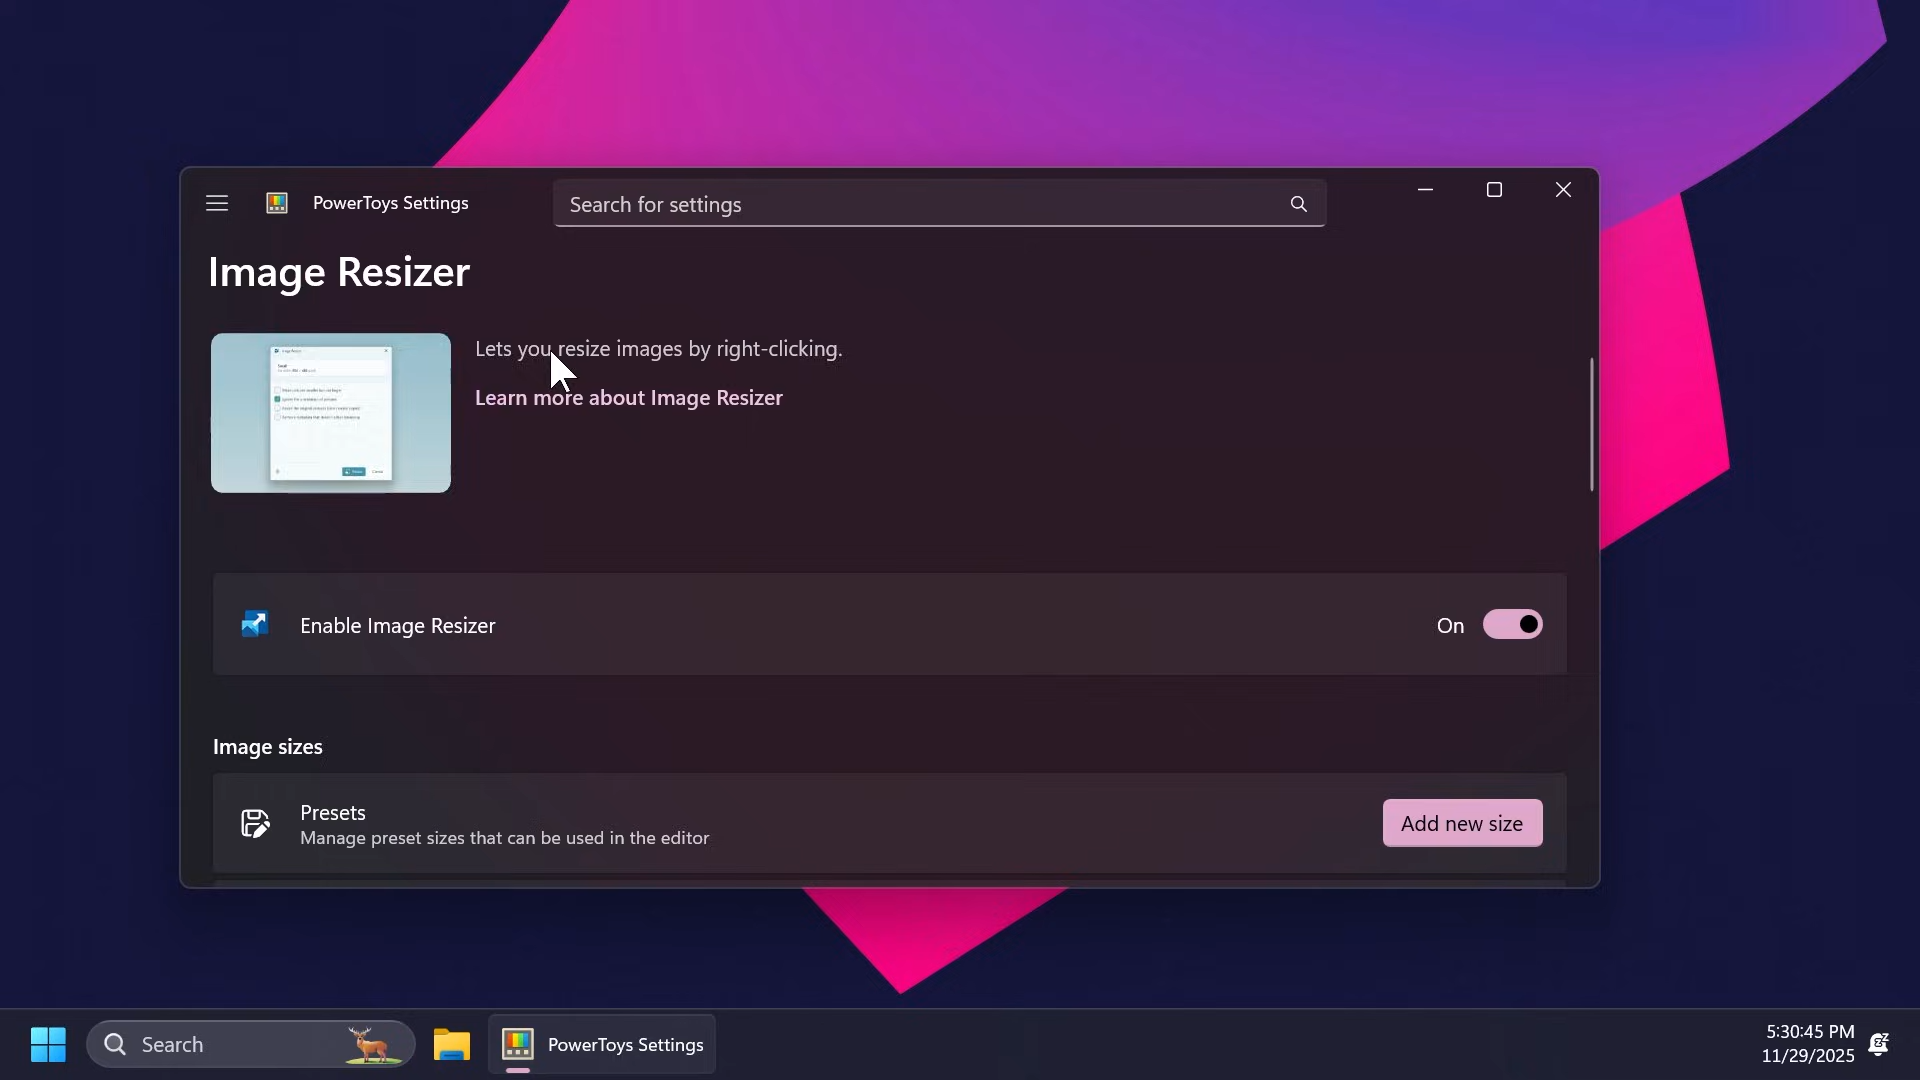 PowerToys Settings
Search for settings
Image Resizer
Lets you resize images by right-clicking.
Learn more about Image Resizer
Enable Image Resizer
On
Image sizes
Presets
Manage preset sizes that can be used in the editor
Add new size
Search
PowerToys Settings
5:30:45 PM
11/29/2025